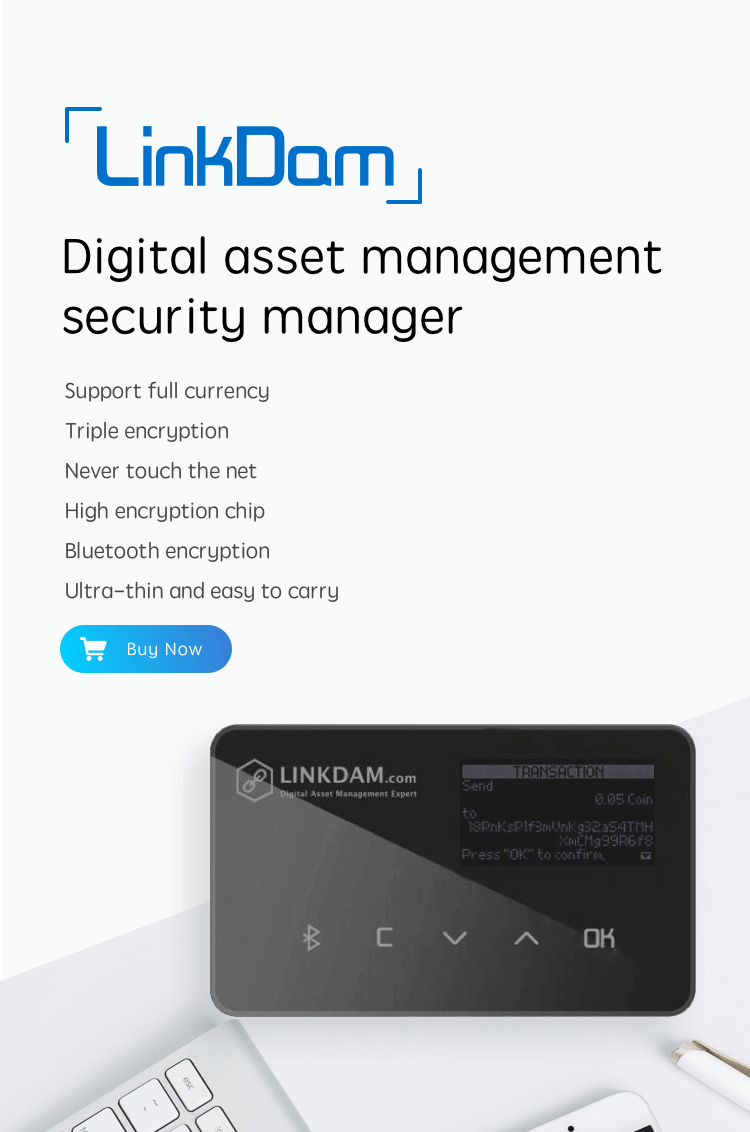 LinkDam
Digital asset management
security manager
Support full currency
Triple encryption
Never touch the net
High encryption chip
Bluetooth encryption
Ultra-thin and easy to carry
Buy Now
LINKDAM.com
Digital Asset Management Expert
TRANSACTION
Send
0.05 Coin
to
Press "OK" to confirm,
C
OK
esc